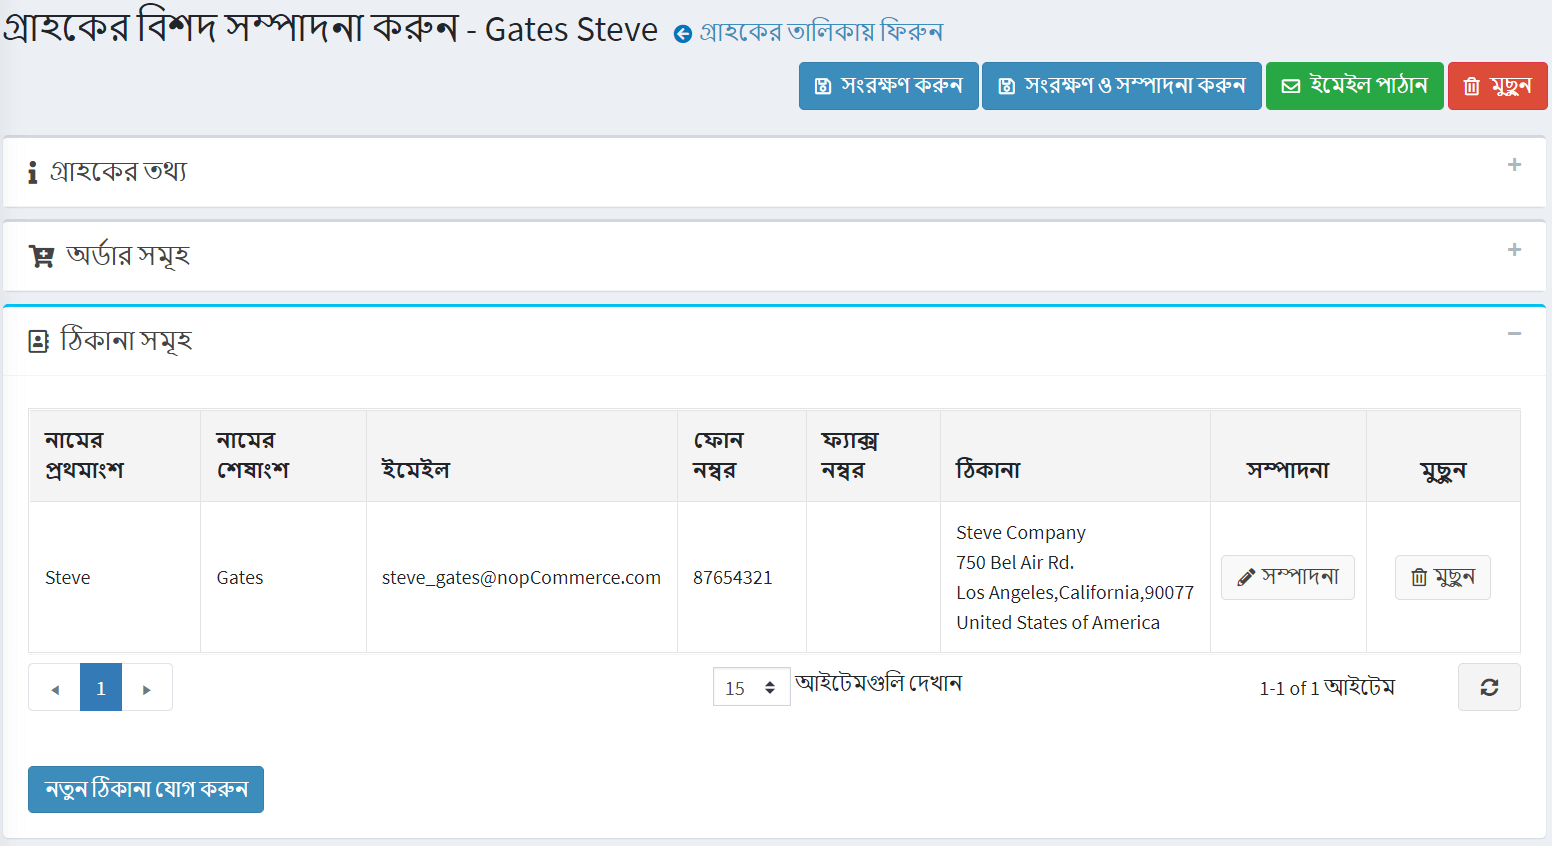 গ্রাহকের বিশদ সম্পাদনা করুন - Gates Steve গ্রাহকের তালিকায় ফিরুন
সংরক্ষণ করুন সংরক্ষণ ও সম্পাদনা করুন ইমেইল পাঠান মুছুন
গ্রাহকের তথ্য
অর্ডার সমূহ
ঠিকানা সমূহ
নামের প্রথমাংশ
নামের শেষাংশ
ইমেইল
ফোন নম্বর
ফ্যাক্স নম্বর
ঠিকানা
সম্পাদনা
মুছুন
Steve
Gates
steve_gates@nopCommerce.com
87654321
Steve Company
750 Bel Air Rd.
Los Angeles,California,90077
United States of America
সম্পাদনা
মুছুন
1
15 আইটেমগুলি দেখান
1-1 of 1 আইটেম
নতুন ঠিকানা যোগ করুন